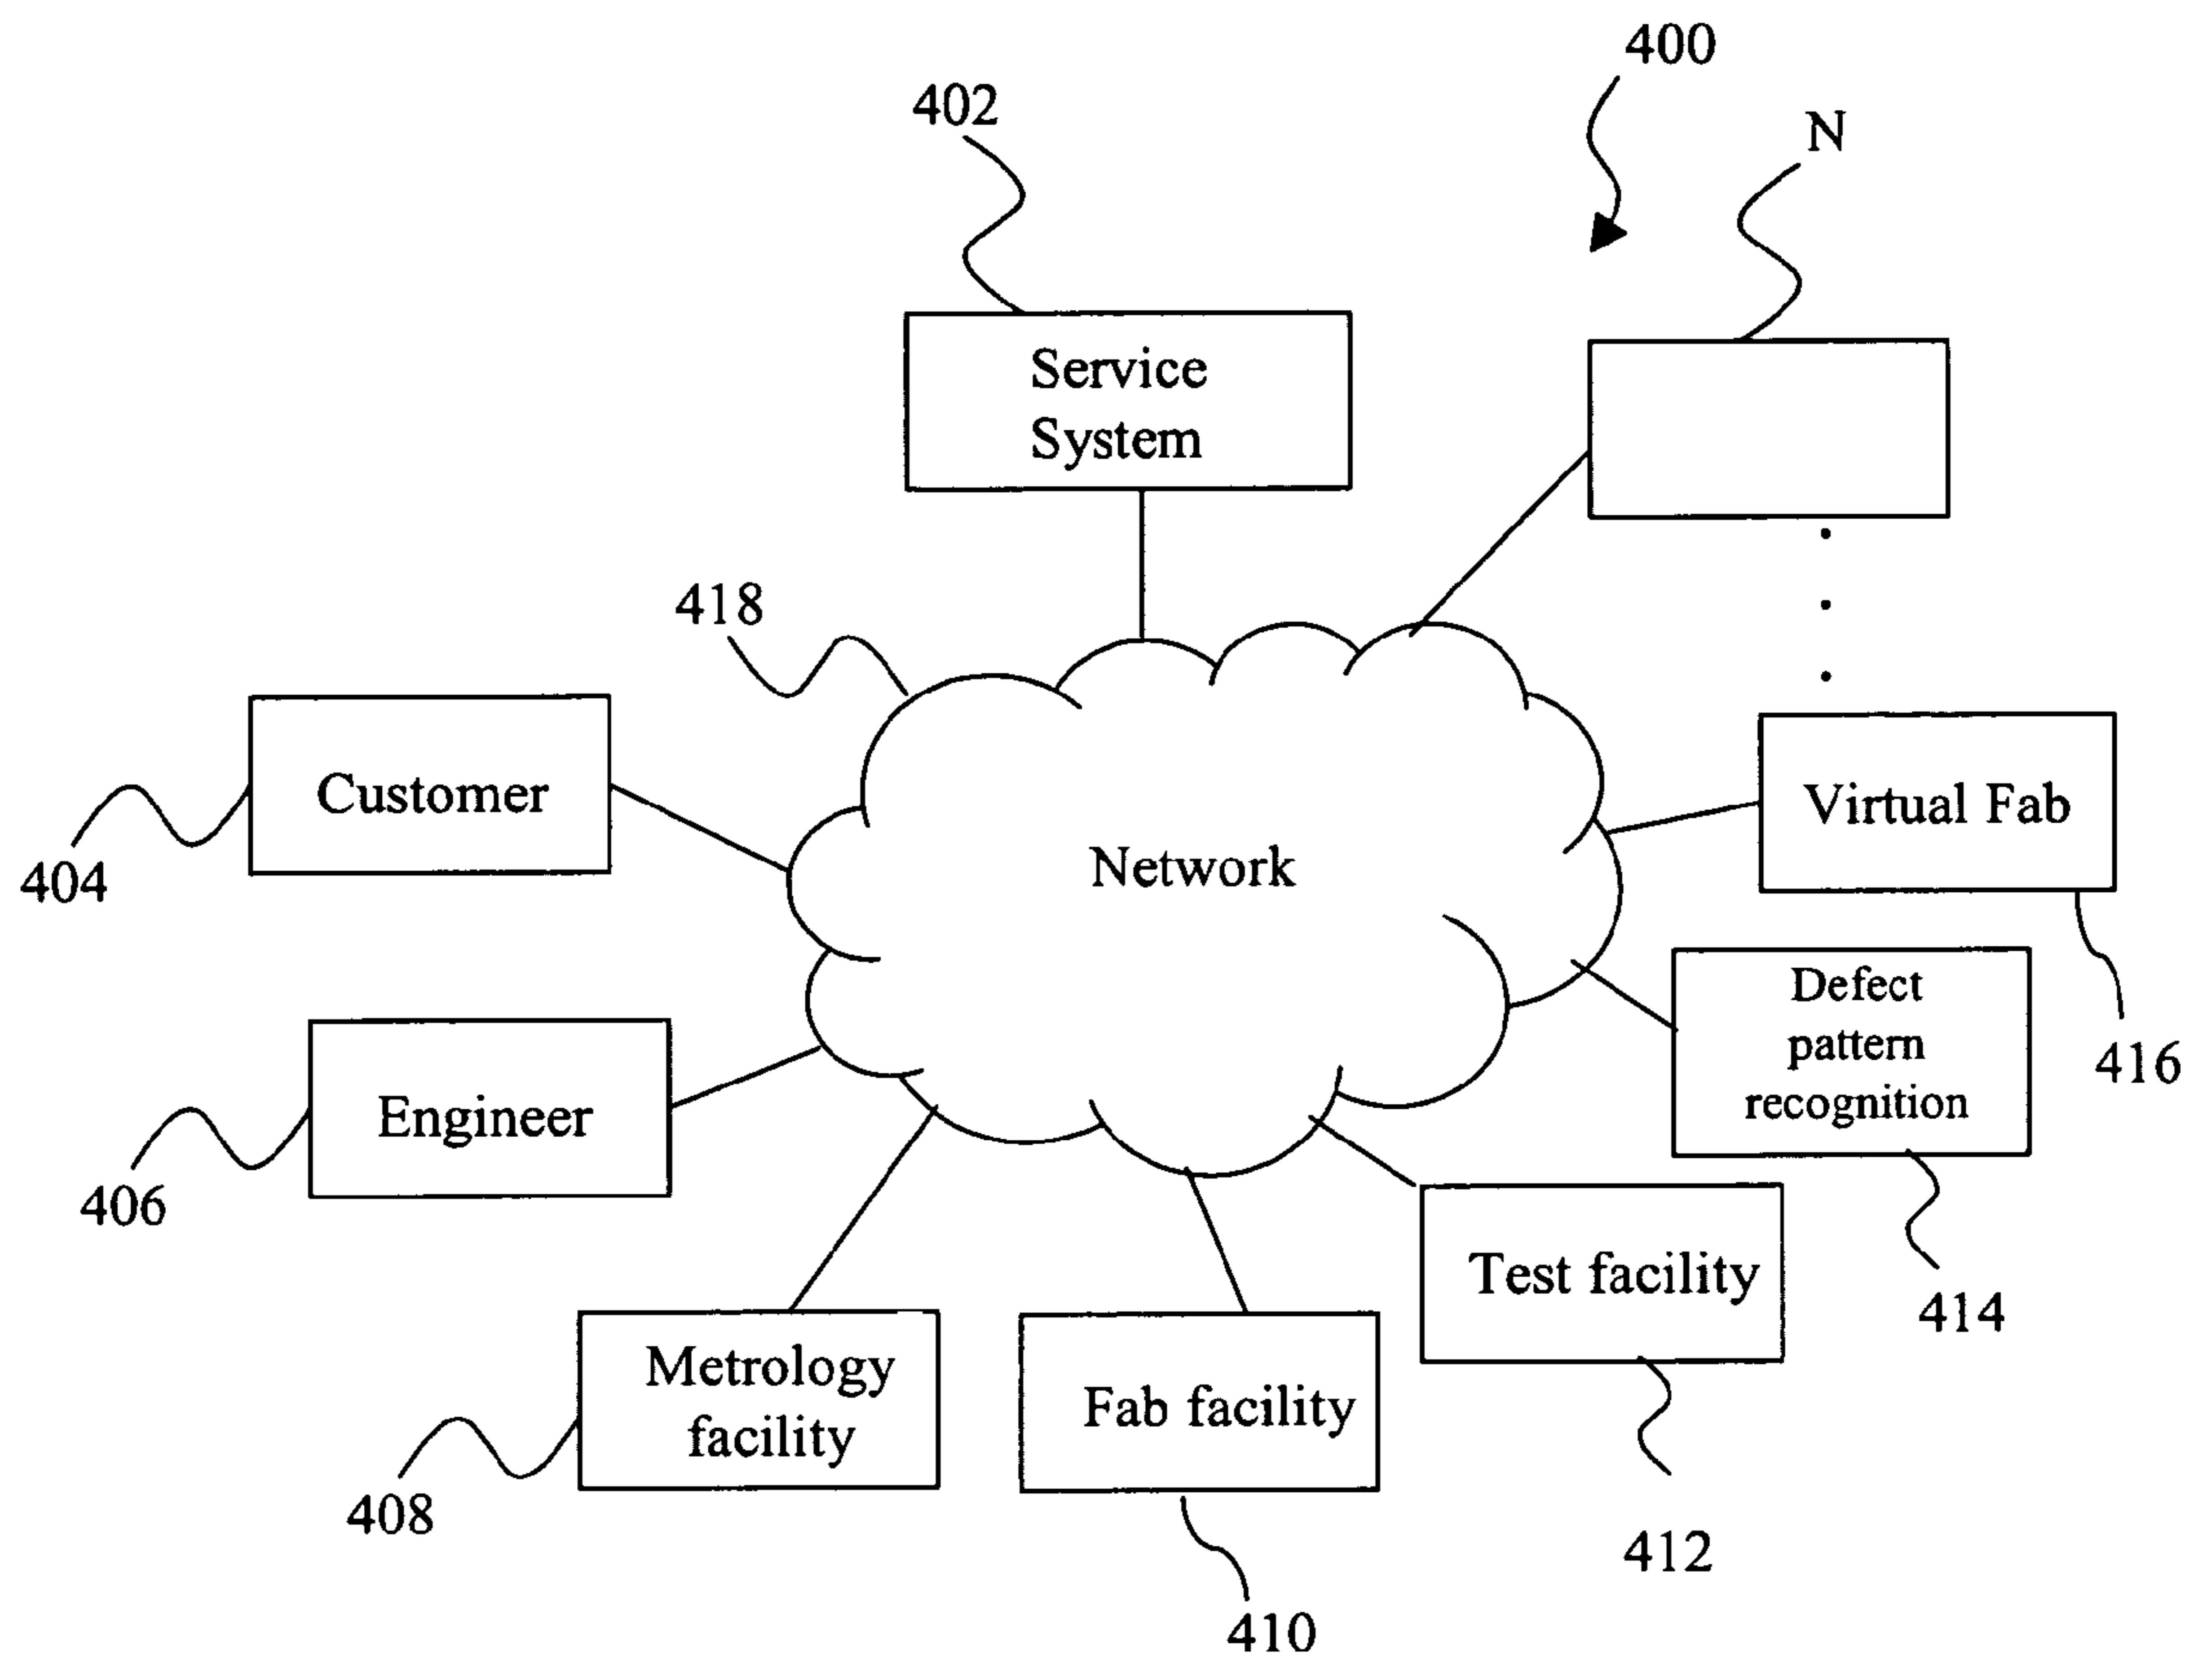 400
402
N
Service
System
418
Customer
Virtual Fab
404
Network
Defect
pattern
recognition
416
Engineer
406
Test facility
414
Metrology
facility
Fab facility
408
412
410